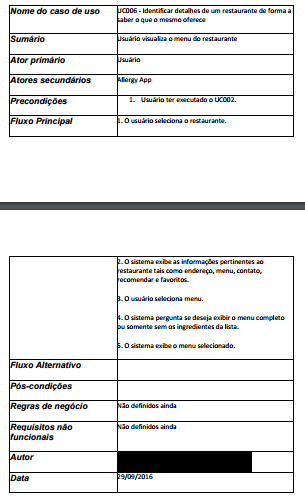 Nome do caso de uso
UC006 - Identificar detalhes de um restaurante de forma a
saber o que o mesmo oferece
Sumário
Usuário visualiza o menu do restaurante
Ator primário
Usuário
Atores secundários
Allergy App
Precondições
1. Usuário ter executado o UC002.
Fluxo Principal
1. O usuário seleciona o restaurante.
2. O sistema exibe as informações pertinentes ao
restaurante tais como endereço, menu, contato,
recomendar e favoritos.
3. O usuário seleciona menu.
4. O sistema pergunta se deseja exibir o menu completo
ou somente sem os ingredientes da lista.
5. O sistema exibe o menu selecionado.
Fluxo Alternativo
Pós-condições
Regras de negócio
Não definidos ainda
Requisitos não
funcionais
Não definidos ainda
Autor
Data
29/09/2016